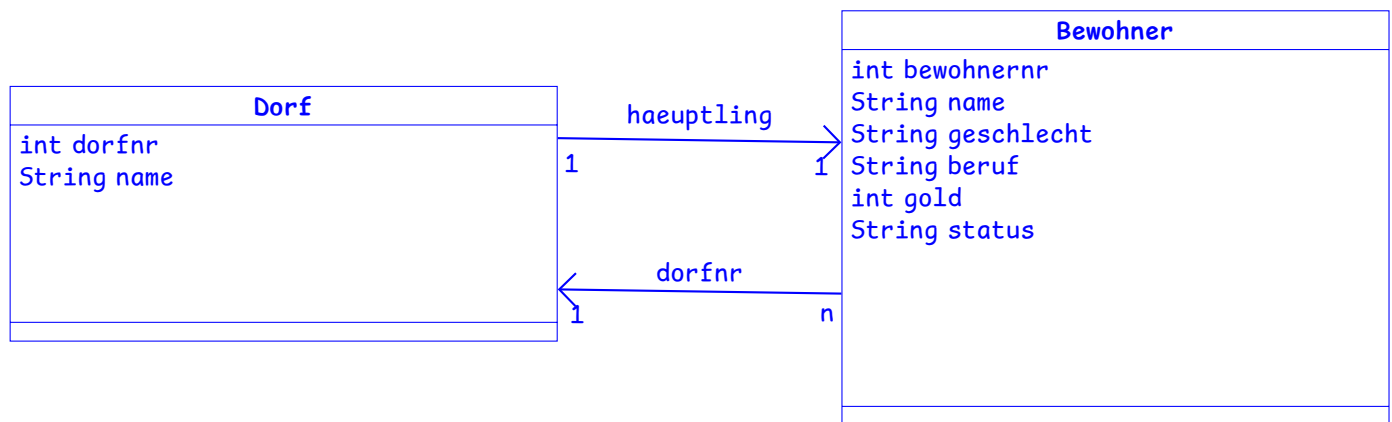 Dorf
int dorfnr
String name
haeuptling
1
1
dorfnr
1
n
Bewohner
int bewohnernr
String name
String geschlecht
String beruf
int gold
String status